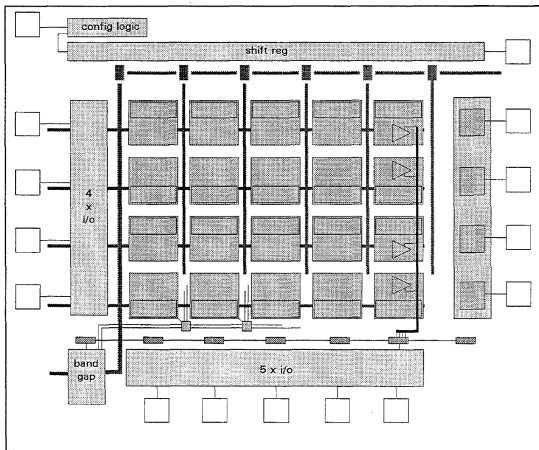 config logic
shift reg
4
x
i/o
band
gap
5 x i/o